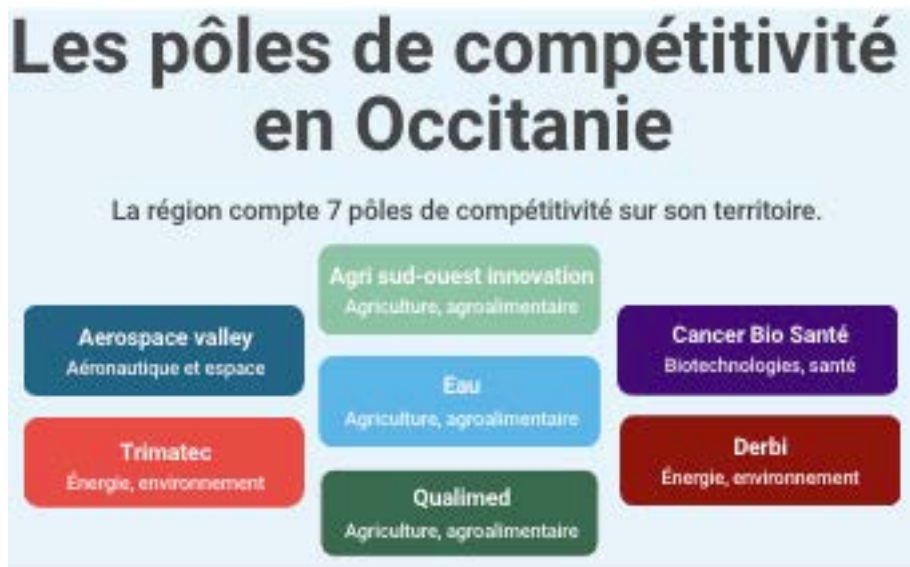 Les pôles de compétitivité
en Occitanie
La région compte 7 pôles de compétitivité sur son territoire.
Agri sud-ouest innovation
Agriculture, agroalimentaire
Aerospace valley
Aéronautique et espace
Cancer Bio Santé
Biotechnologies, santé
Eau
Agriculture, agroalimentaire
Trimatec
Énergie, environnement
Derbi
Énergie, environnement
Qualimed
Agriculture, agroalimentaire